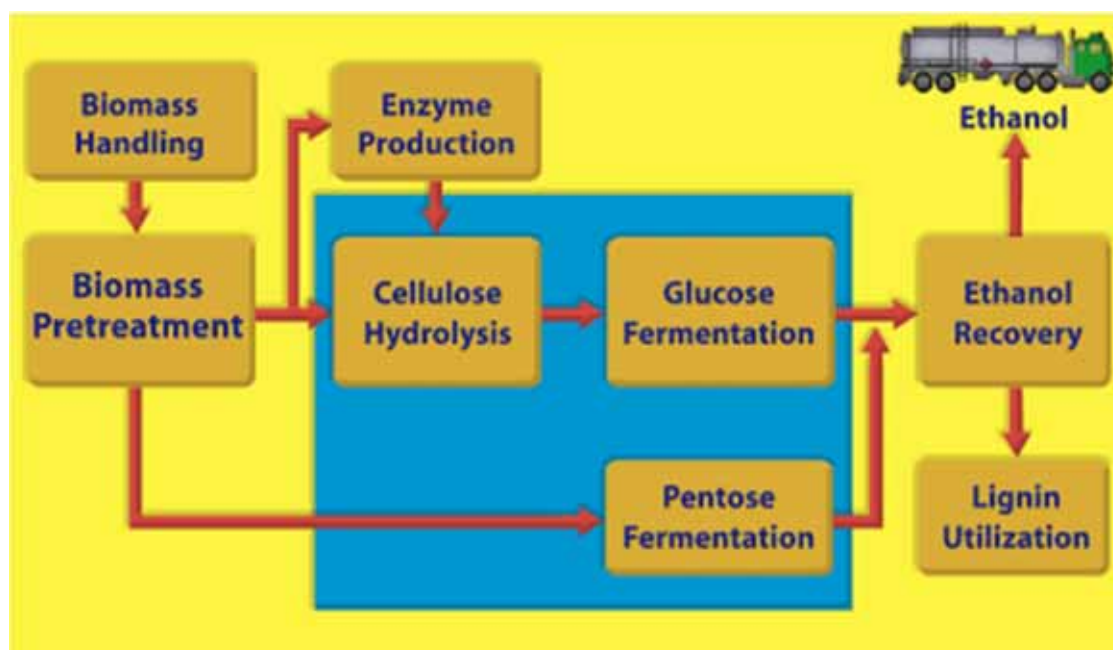 Biomass
Handling
Enzyme
Production
Ethanol
Biomass
Pretreatment
Cellulose
Hydrolysis
Glucose
Fermentation
Ethanol
Recovery
Pentose
Fermentation
Lignin
Utilization